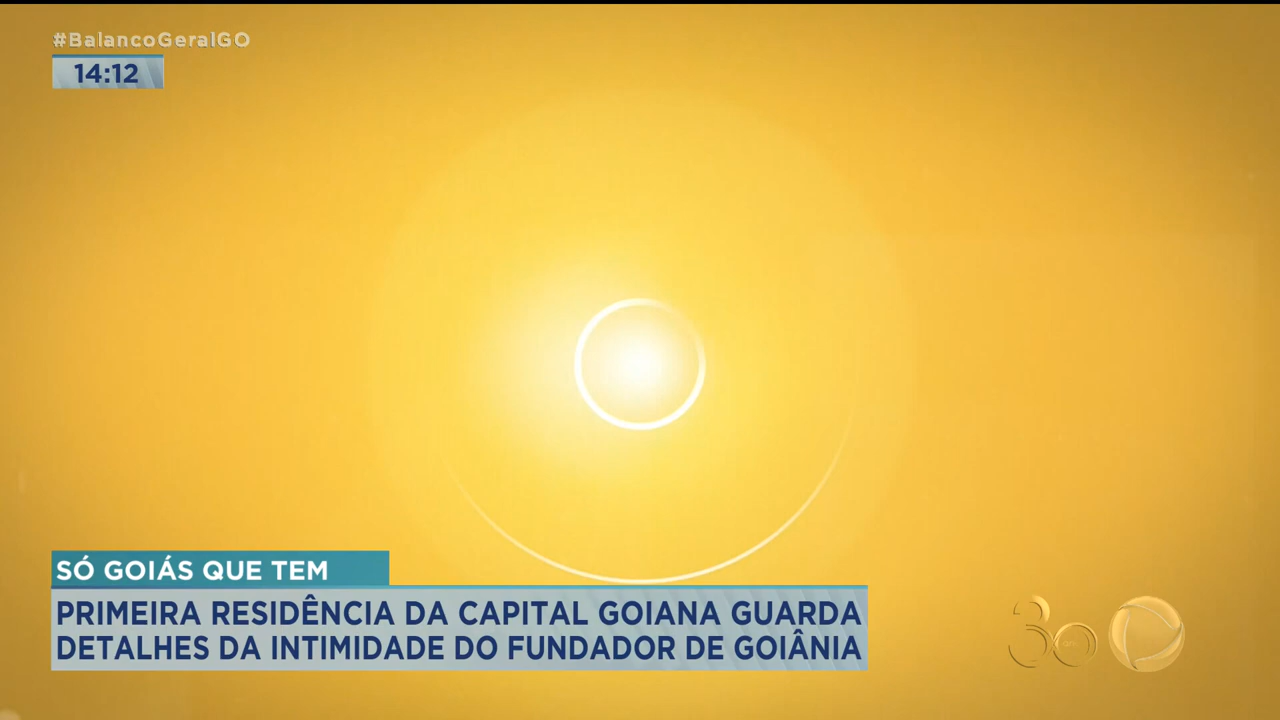 #BalancoGeralGO
14:12
SÓ GOIÁS QUE TEM
PRIMEIRA RESIDÊNCIA DA CAPITAL GOIANA GUARDA
DETALHES DA INTIMIDADE DO FUNDADOR DE GOIÂNIA
30